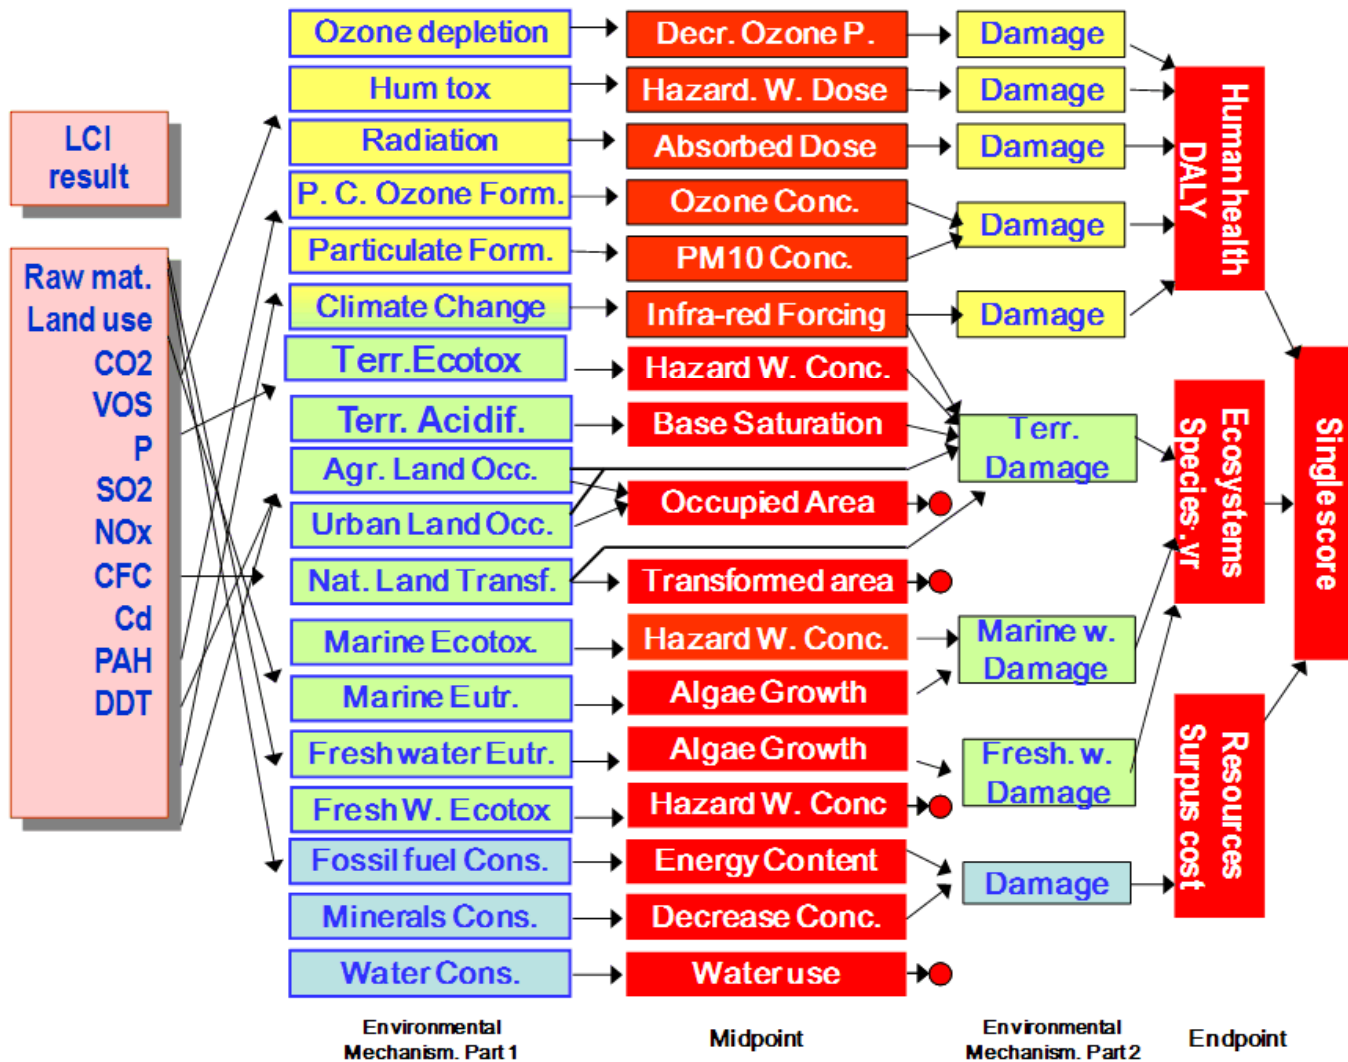 LCI
result
Raw mat.
Land use
CO2
VOS
P
SO2
NOx
CFC
Cd
PAH
DDT
Ozone depletion
Hum tox
Radiation
P. C. Ozone Form.
Particulate Form.
Climate Change
Terr.Ecotox
Terr. Acidif.
Agr. Land Occ.
Urban Land Occ.
Nat. Land Transf.
Marine Ecotox.
Marine Eutr.
Freshwater Eutr.
Fresh W. Ecotox
Fossil fuel Cons.
Minerals Cons.
Water Cons.
Environmental
Mechanism. Part 1
Decr. Ozone P.
Hazard. W. Dose
Absorbed Dose
Ozone Conc.
PM10 Conc.
Infra-red Forcing
Hazard W. Conc.
Base Saturation
Occupied Area
Transformed area
Hazard W. Conc.
Algae Growth
Algae Growth
Hazard W. Conc
Energy Content
Decrease Conc.
Water use
Midpoint
Damage
Damage
Damage
Damage
Damage
Terr.
Damage
Marine w.
Damage
Fresh. w.
Damage
Damage
Environmental
Mechanism. Part 2
Human health
DALY
Ecosystems
Species.yr
Resources
Surpus cost
Endpoint
Single score